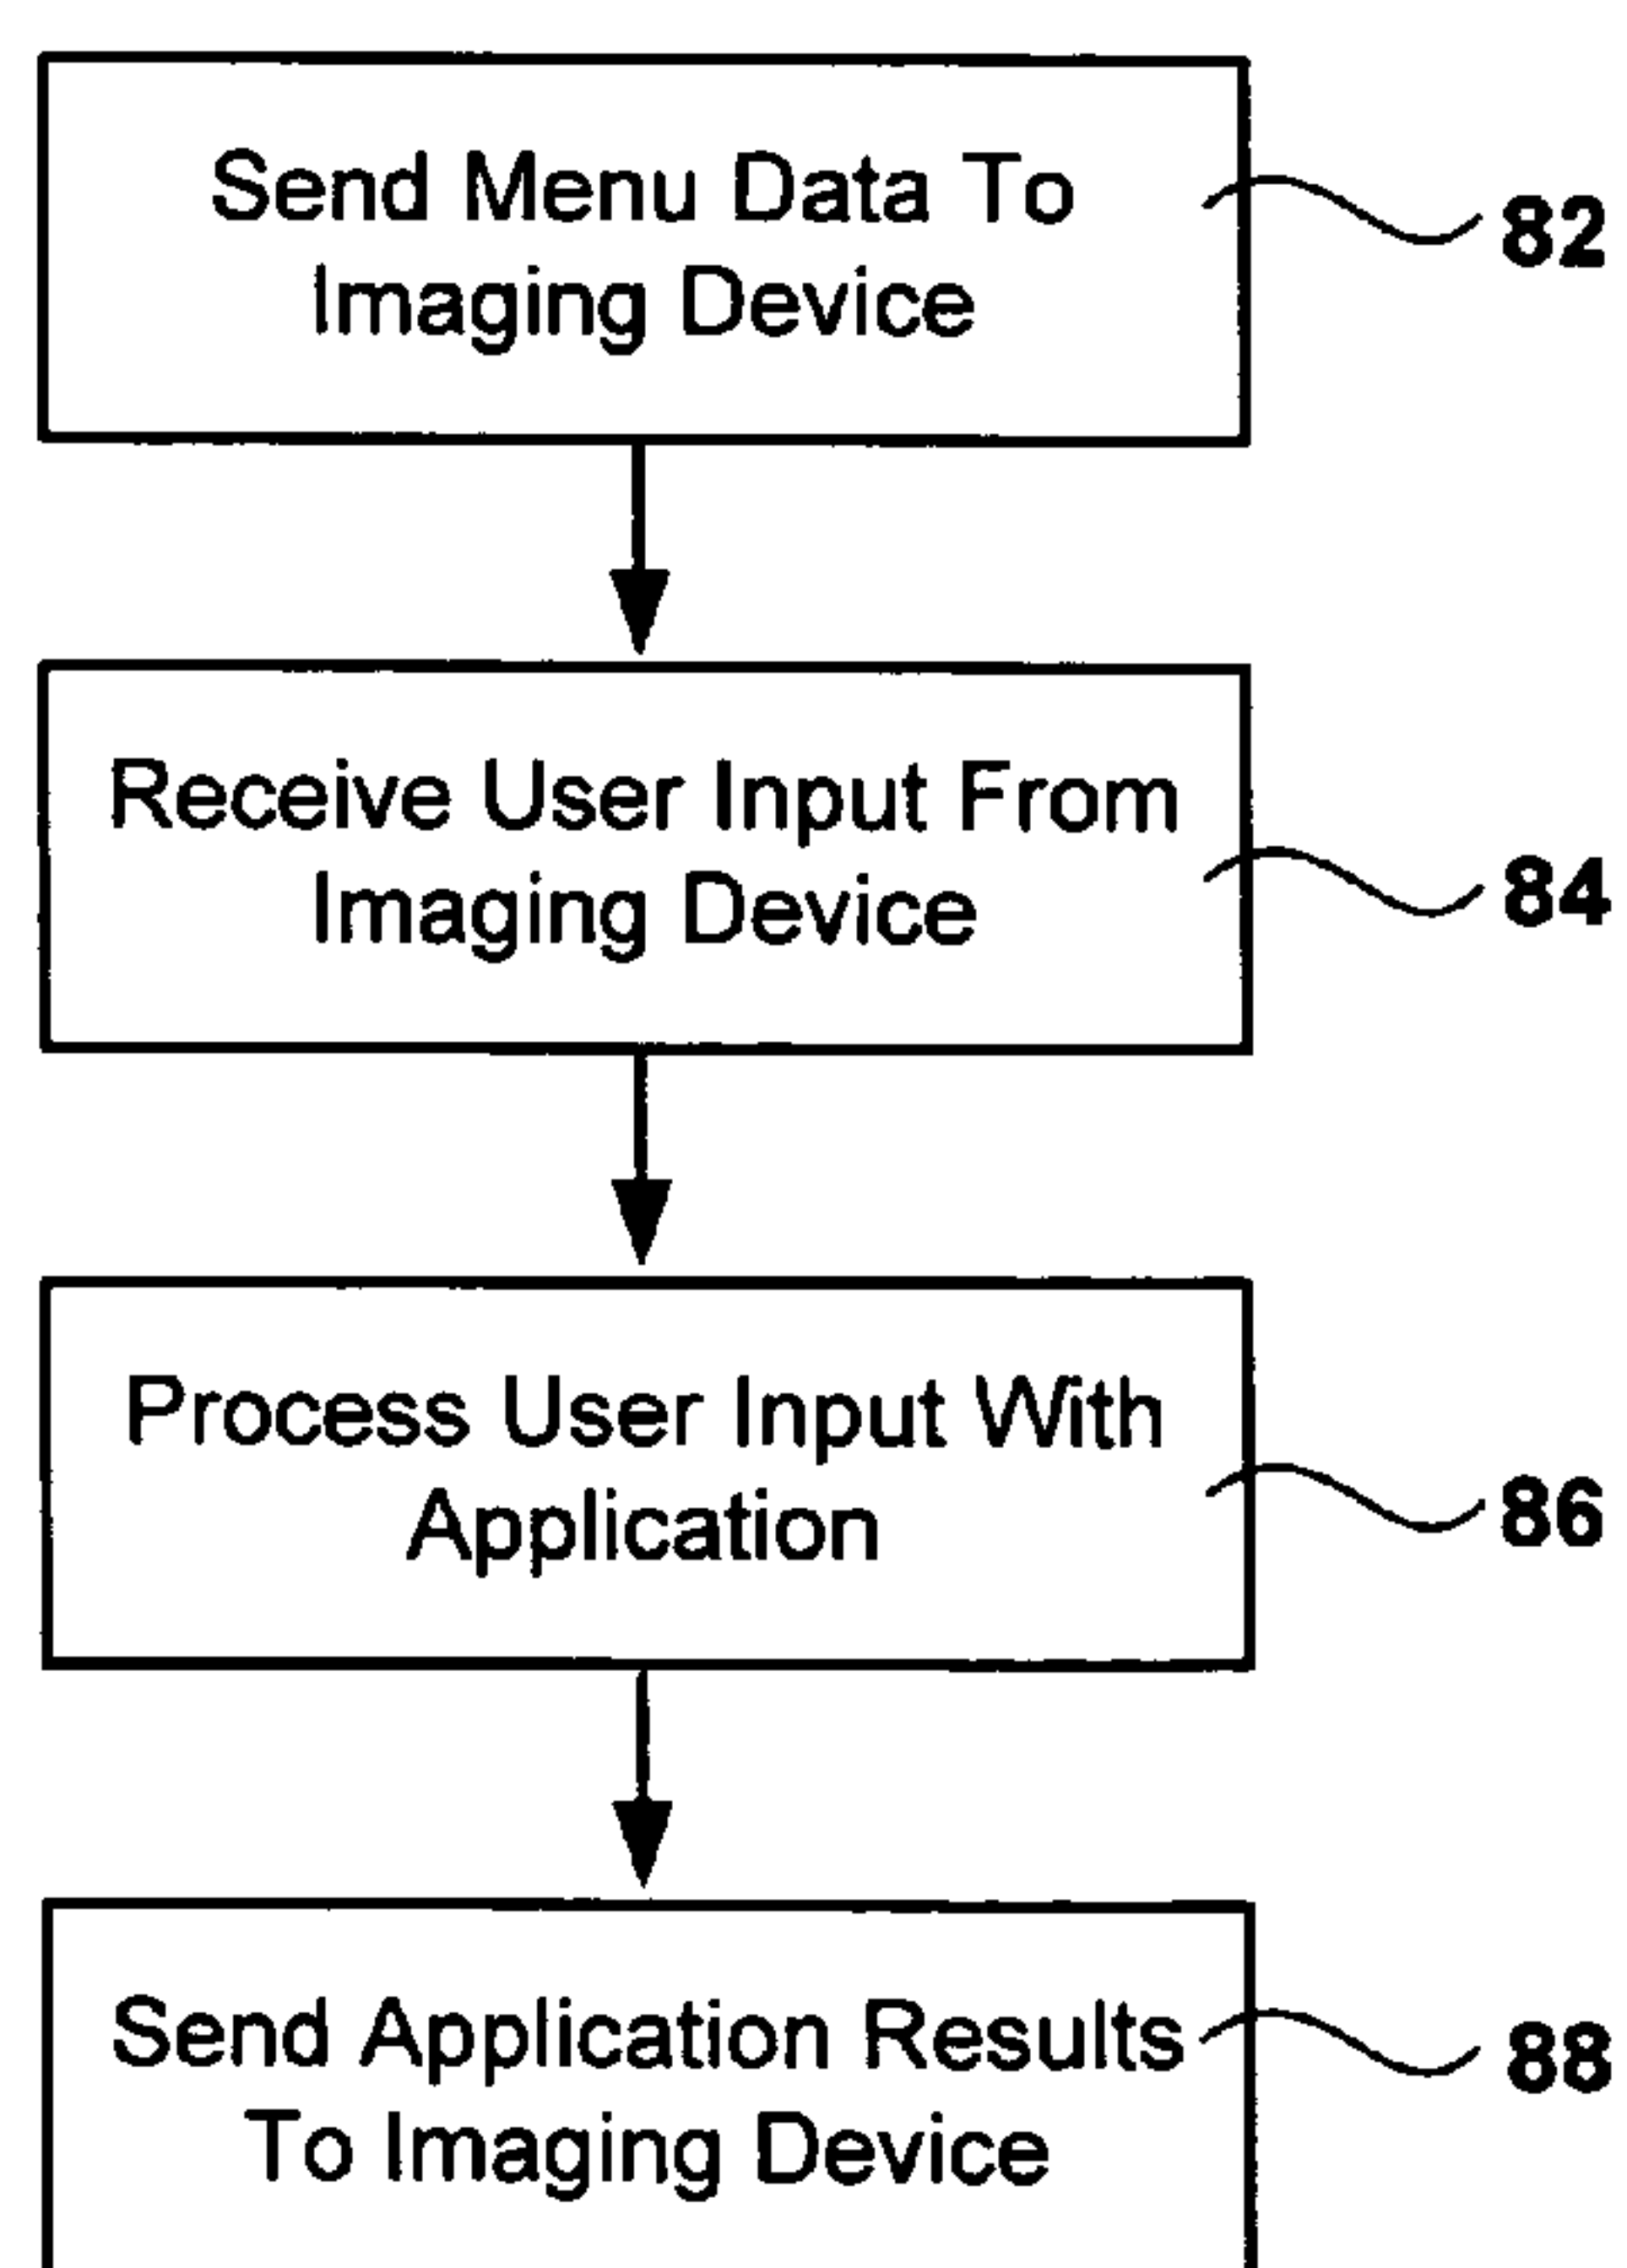 Send Menu Data To
Imaging Device
82
Receive User Input From
Imaging Device
84
Process User Input With
Application
86
Send Application Results
To Imaging Device
88